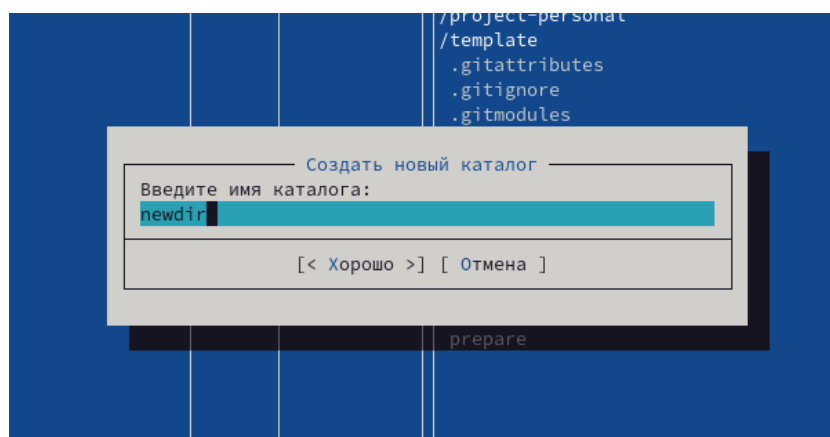 /project-personal
/template
.gitattributes
.gitignore
.gitmodules
Создать новый каталог
Введите имя каталога:
newdir
[< Хорошо >] [ Отмена ]
prepare